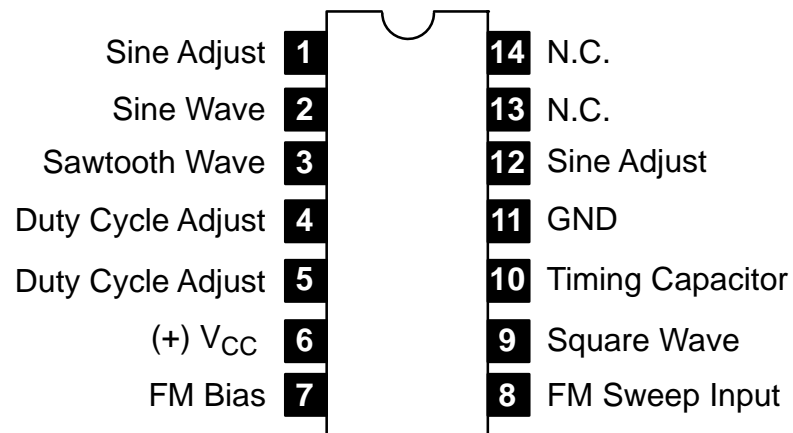 Sine Adjust 1 14 N.C.
Sine Wave 2 13 N.C.
Sawtooth Wave 3 12 Sine Adjust
Duty Cycle Adjust 4 11 GND
Duty Cycle Adjust 5 10 Timing Capacitor
(+) VCC 6 9 Square Wave
FM Bias 7 8 FM Sweep Input